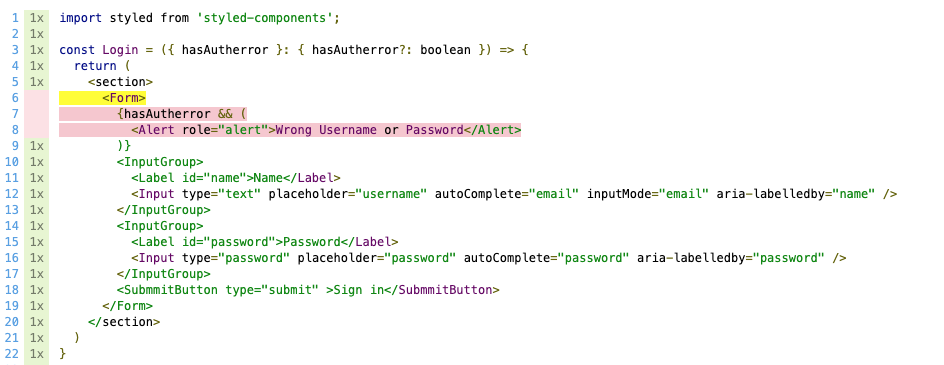 1 1x import styled from 'styled-components';
2 1x
3 1x const Login = ({ hasAutherror }: { hasAutherror?: boolean }) => {
4 1x return (
5 1x <section>
6 <Form>
7 {hasAutherror && (
8 <Alert role="alert">Wrong Username or Password</Alert>
9 1x )}
10 1x <InputGroup>
11 1x <Label id="name">Name</Label>
12 1x <Input type="text" placeholder="username" autoComplete="email" inputMode="email" aria-labelledby="name" />
13 1x </InputGroup>
14 1x <InputGroup>
15 1x <Label id="password">Password</Label>
16 1x <Input type="password" placeholder="password" autoComplete="password" aria-labelledby="password" />
17 1x </InputGroup>
18 1x <SubmmitButton type="submit" >Sign in</SubmmitButton>
19 1x </Form>
20 1x </section>
21 1x )
22 1x }